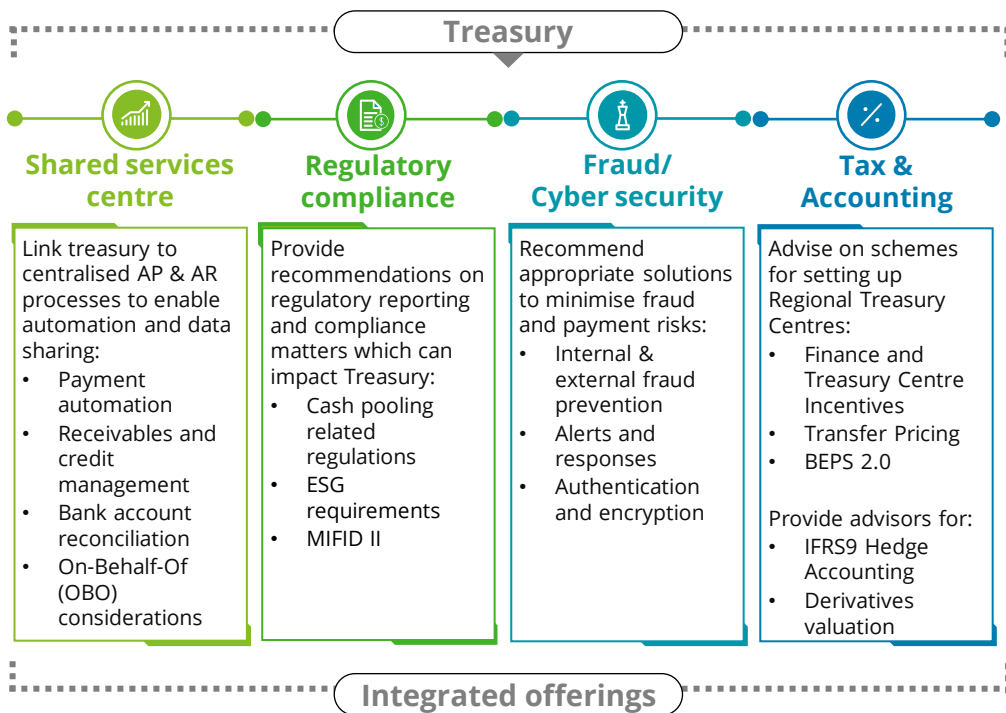 Treasury
Shared services
centre
Link treasury to
centralised AP & AR
processes to enable
automation and data
sharing:
• Payment
automation
• Receivables and
credit
management
• Bank account
reconciliation
• On-Behalf-Of
(OBO)
considerations
Regulatory
compliance
Provide
recommendations on
regulatory reporting
and compliance
matters which can
impact Treasury:
• Cash pooling
related
regulations
• ESG
requirements
• MIFID II
Fraud/
Cyber security
Recommend
appropriate solutions
to minimise fraud
and payment risks:
• Internal &
external fraud
prevention
• Alerts and
responses
• Authentication
and encryption
Tax &
Accounting
Advise on schemes
for setting up
Regional Treasury
Centres:
• Finance and
Treasury Centre
Incentives
• Transfer Pricing
• BEPS 2.0
Provide advisors for:
• IFRS9 Hedge
Accounting
• Derivatives
valuation
Integrated offerings